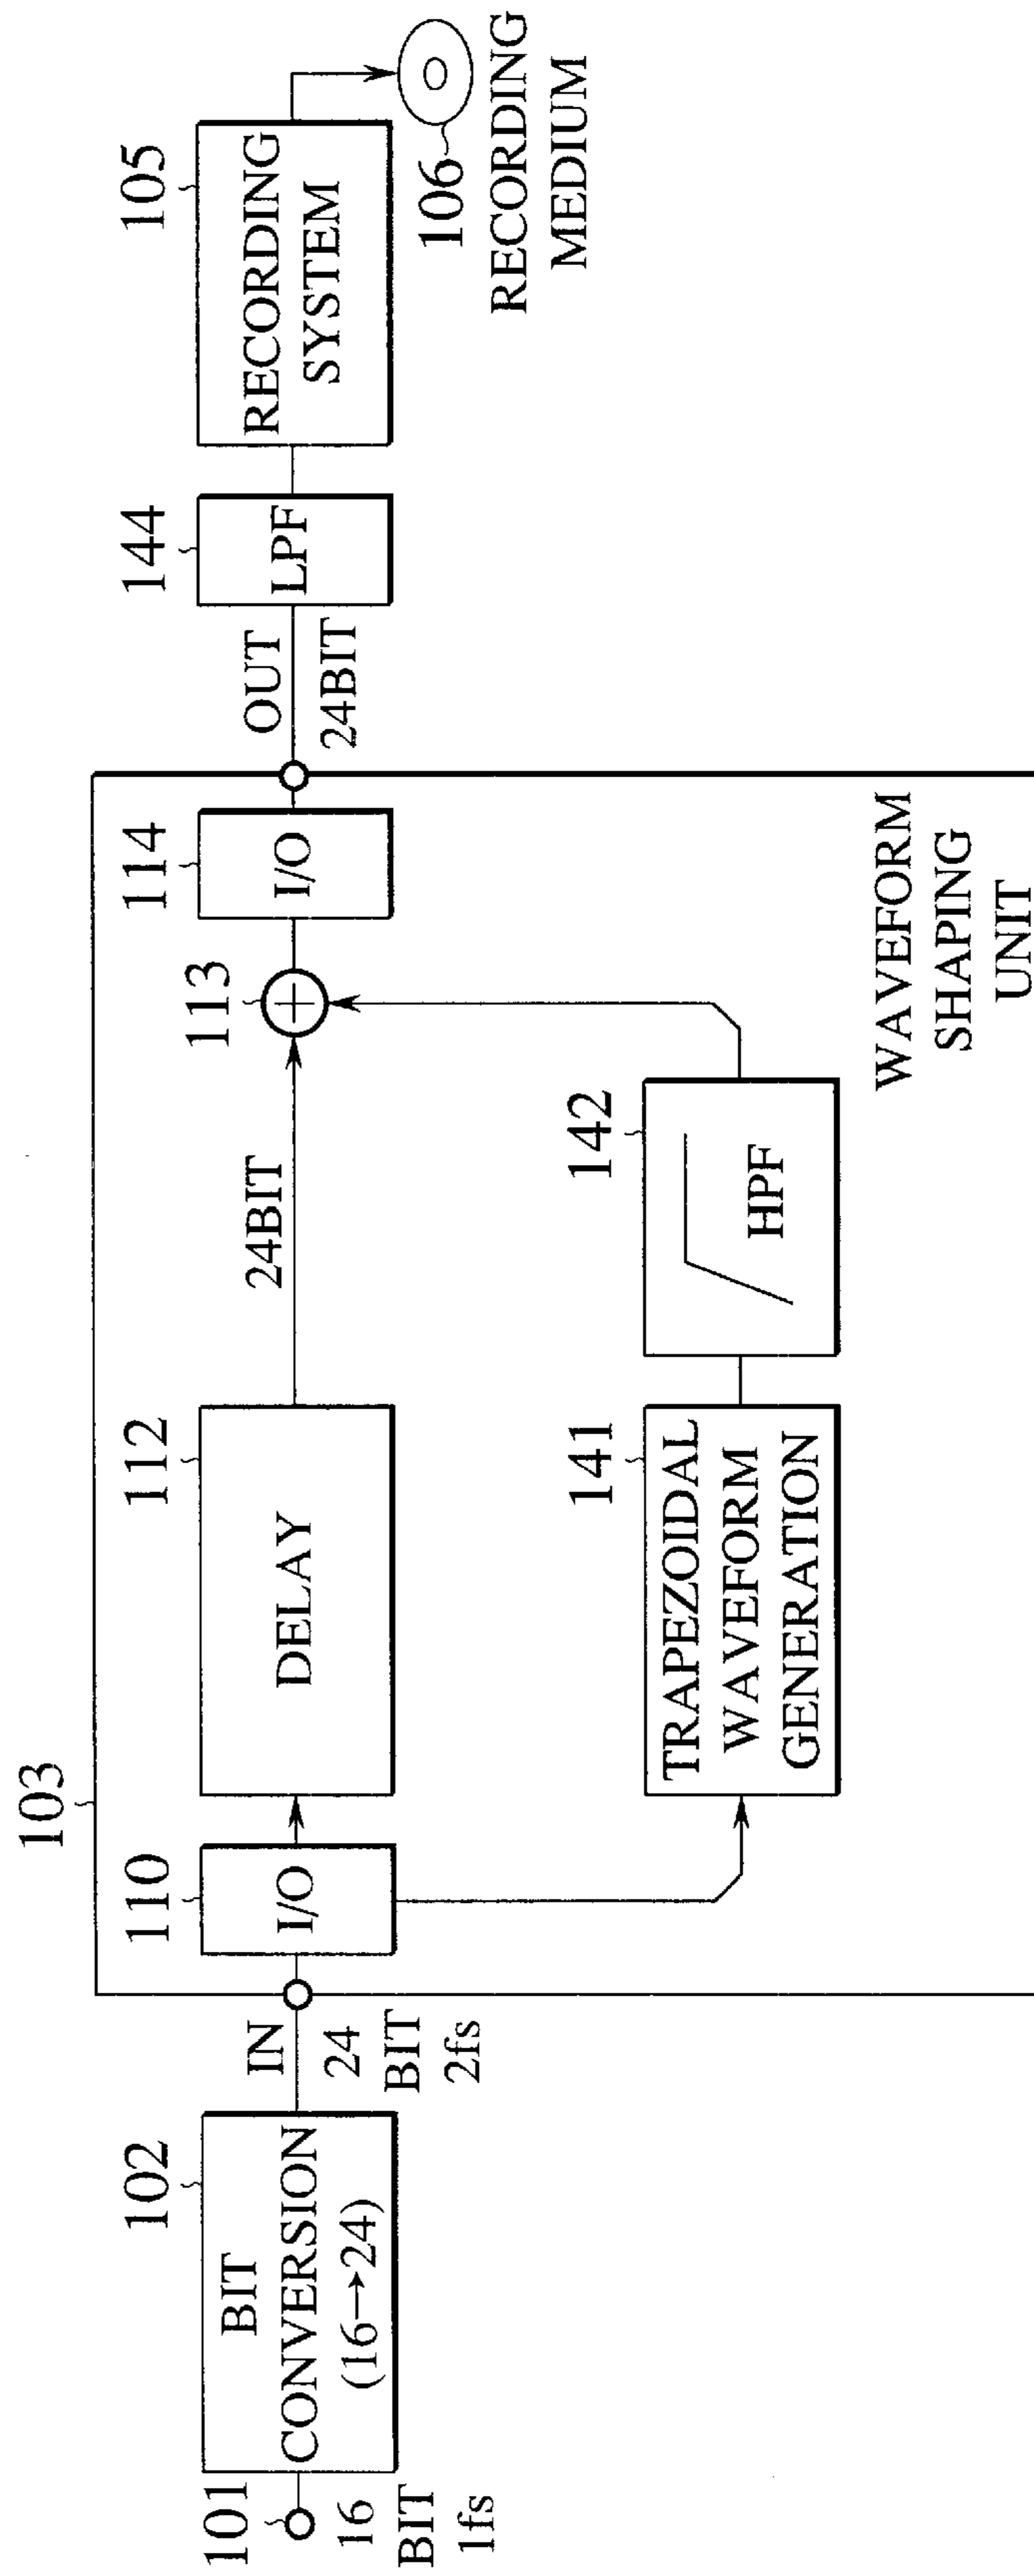 101
16
BIT
1fs
102
BIT
CONVERSION
(16→24)
IN
24
BIT
2fs
103
110
I/O
112
DELAY
24BIT
141
TRAPEZOIDAL
WAVEFORM
GENERATION
142
HPF
113
114
I/O
WAVEFORM
SHAPING
UNIT
OUT
24BIT
144
LPF
105
RECORDING
SYSTEM
106
RECORDING
MEDIUM